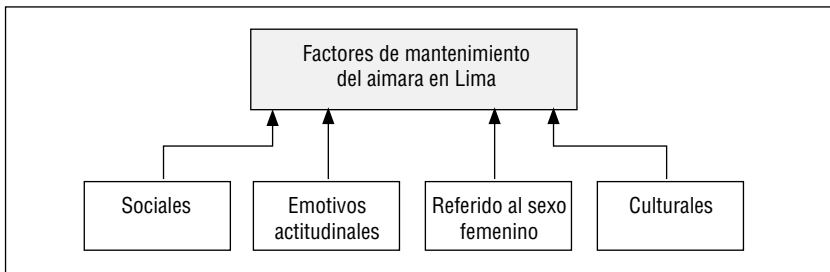 Factores de mantenimiento
del aimara en Lima
Sociales
Emotivos
actitudinales
Referido al sexo
femenino
Culturales